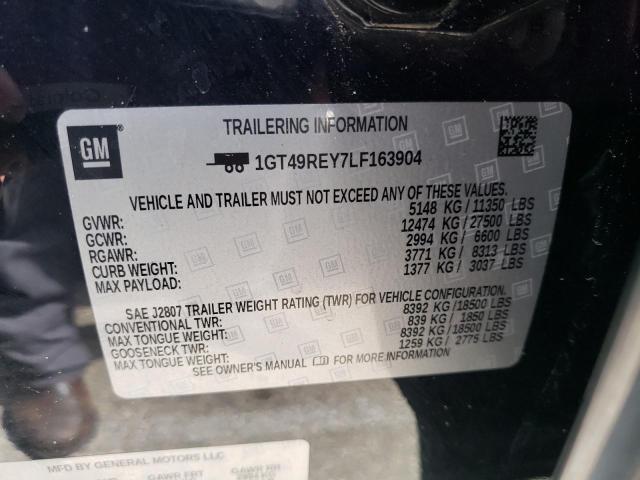 GM
TRAILERING INFORMATION
1GT49REY7LF163904
VEHICLE AND TRAILER MUST NOT EXCEED ANY OF THESE VALUES.
GVWR: 5148 KG / 11350 LBS
GCWR: 12474 KG / 27500 LBS
RGAWR: 2994 KG / 6600 LBS
CURB WEIGHT: 3771 KG / 8313 LBS
MAX PAYLOAD: 1377 KG / 3037 LBS
SAE J2807 TRAILER WEIGHT RATING (TWR) FOR VEHICLE CONFIGURATION.
CONVENTIONAL TWR: 8392 KG /18500 LBS
MAX TONGUE WEIGHT: 839 KG / 1850 LBS
GOOSENECK TWR: 8392 KG /18500 LBS
MAX TONGUE WEIGHT: 1259 KG / 2775 LBS
SEE OWNER'S MANUAL FOR MORE INFORMATION.
MFD BY GENERAL MOTORS LLC
GAWR FRT GAWR RR